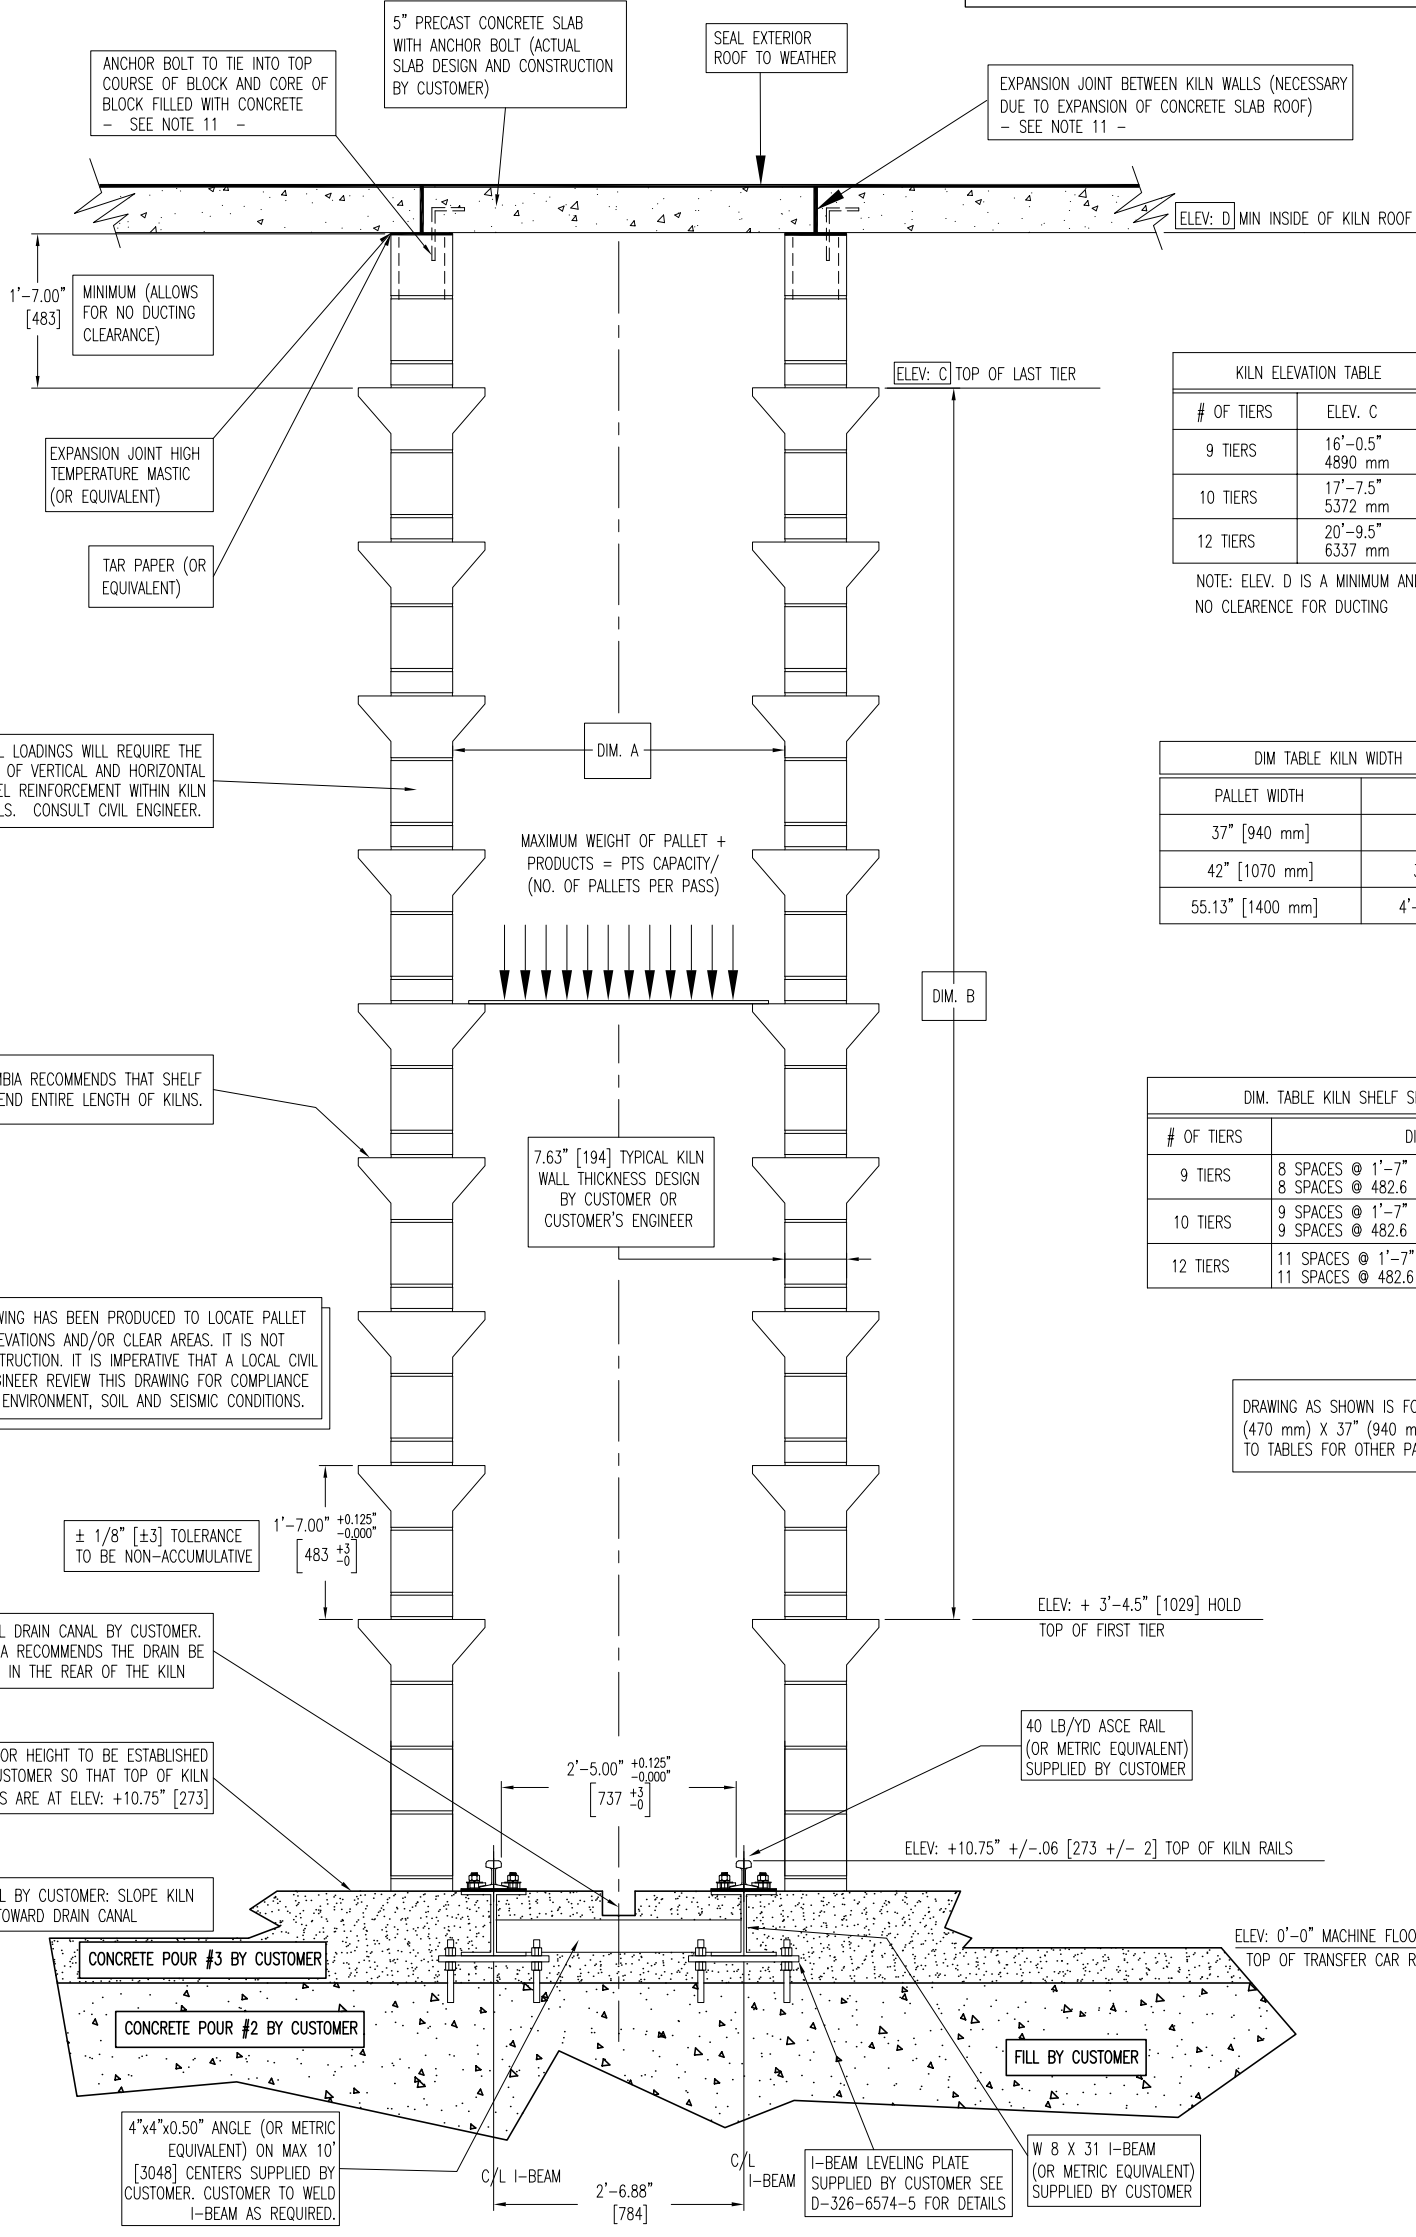 5" PRECAST CONCRETE SLAB
WITH ANCHOR BOLT (ACTUAL
SLAB DESIGN AND CONSTRUCTION
BY CUSTOMER)
SEAL EXTERIOR
ROOF TO WEATHER
ANCHOR BOLT TO TIE INTO TOP
COURSE OF BLOCK AND CORE OF
BLOCK FILLED WITH CONCRETE
- SEE NOTE 11 -
EXPANSION JOINT BETWEEN KILN WALLS (NECESSARY
DUE TO EXPANSION OF CONCRETE SLAB ROOF)
- SEE NOTE 11 -
ELEV: D MIN INSIDE OF KILN ROOF
1'-7.00"
[483]
MINIMUM (ALLOWS
FOR NO DUCTING
CLEARANCE)
ELEV: C TOP OF LAST TIER
KILN ELEVATION TABLE
# OF TIERS ELEV. C
9 TIERS 16'-0.5"
4890 mm
10 TIERS 17'-7.5"
5372 mm
12 TIERS 20'-9.5"
6337 mm
NOTE: ELEV. D IS A MINIMUM AN
NO CLEARENCE FOR DUCTING
EXPANSION JOINT HIGH
TEMPERATURE MASTIC
(OR EQUIVALENT)
TAR PAPER (OR
EQUIVALENT)
L LOADINGS WILL REQUIRE THE
OF VERTICAL AND HORIZONTAL
EL REINFORCEMENT WITHIN KILN
LS. CONSULT CIVIL ENGINEER.
DIM. A
DIM TABLE KILN WIDTH
PALLET WIDTH
37" [940 mm]
42" [1070 mm] 3
55.13" [1400 mm] 4'-
MAXIMUM WEIGHT OF PALLET +
PRODUCTS = PTS CAPACITY/
(NO. OF PALLETS PER PASS)
DIM. B
MBIA RECOMMENDS THAT SHELF
END ENTIRE LENGTH OF KILNS.
DIM. TABLE KILN SHELF S
# OF TIERS DI
9 TIERS 8 SPACES @ 1'-7"
8 SPACES @ 482.6
10 TIERS 9 SPACES @ 1'-7"
9 SPACES @ 482.6
12 TIERS 11 SPACES @ 1'-7"
11 SPACES @ 482.6
7.63" [194] TYPICAL KILN
WALL THICKNESS DESIGN
BY CUSTOMER OR
CUSTOMER'S ENGINEER
WING HAS BEEN PRODUCED TO LOCATE PALLET
EVATIONS AND/OR CLEAR AREAS. IT IS NOT
STRUCTION. IT IS IMPERATIVE THAT A LOCAL CIVIL
GINEER REVIEW THIS DRAWING FOR COMPLIANCE
ENVIRONMENT, SOIL AND SEISMIC CONDITIONS.
DRAWING AS SHOWN IS FO
(470 mm) X 37" (940 m
TO TABLES FOR OTHER PA
± 1/8" [±3] TOLERANCE
TO BE NON-ACCUMULATIVE
1'-7.00" +0.125"
-0.000"
[483 +3
-0]
ELEV: + 3'-4.5" [1029] HOLD
TOP OF FIRST TIER
L DRAIN CANAL BY CUSTOMER.
A RECOMMENDS THE DRAIN BE
IN THE REAR OF THE KILN
40 LB/YD ASCE RAIL
(OR METRIC EQUIVALENT)
SUPPLIED BY CUSTOMER
OR HEIGHT TO BE ESTABLISHED
USTOMER SO THAT TOP OF KILN
S ARE AT ELEV: +10.75" [273]
2'-5.00" +0.125"
-0.000"
[737 +3
-0]
ELEV: +10.75" +/-.06 [273 +/- 2] TOP OF KILN RAILS
L BY CUSTOMER: SLOPE KILN
TOWARD DRAIN CANAL
ELEV: 0'-0" MACHINE FLOO
TOP OF TRANSFER CAR R
CONCRETE POUR #3 BY CUSTOMER
CONCRETE POUR #2 BY CUSTOMER
FILL BY CUSTOMER
4"x4"x0.50" ANGLE (OR METRIC
EQUIVALENT) ON MAX 10'
[3048] CENTERS SUPPLIED BY
CUSTOMER. CUSTOMER TO WELD
I-BEAM AS REQUIRED.
C/L I-BEAM
2'-6.88"
[784]
C/L
I-BEAM
I-BEAM LEVELING PLATE
SUPPLIED BY CUSTOMER SEE
D-326-6574-5 FOR DETAILS
W 8 X 31 I-BEAM
(OR METRIC EQUIVALENT)
SUPPLIED BY CUSTOMER